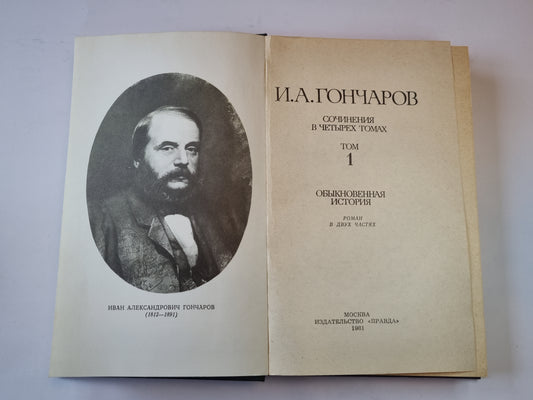 ИВАН АЛЕКСАНДРОВИЧ ГОНЧАРОВ
(1812—1891)
И.А.ГОНЧАРОВ
СОЧИНЕНИЯ
В ЧЕТЫРЕХ ТОМАХ
ТОМ
1
ОБЫКНОВЕННАЯ
ИСТОРИЯ
РОМАН
В ДВУХ ЧАСТЯХ
МОСКВА
ИЗДАТЕЛЬСТВО «ПРАВДА»
1981